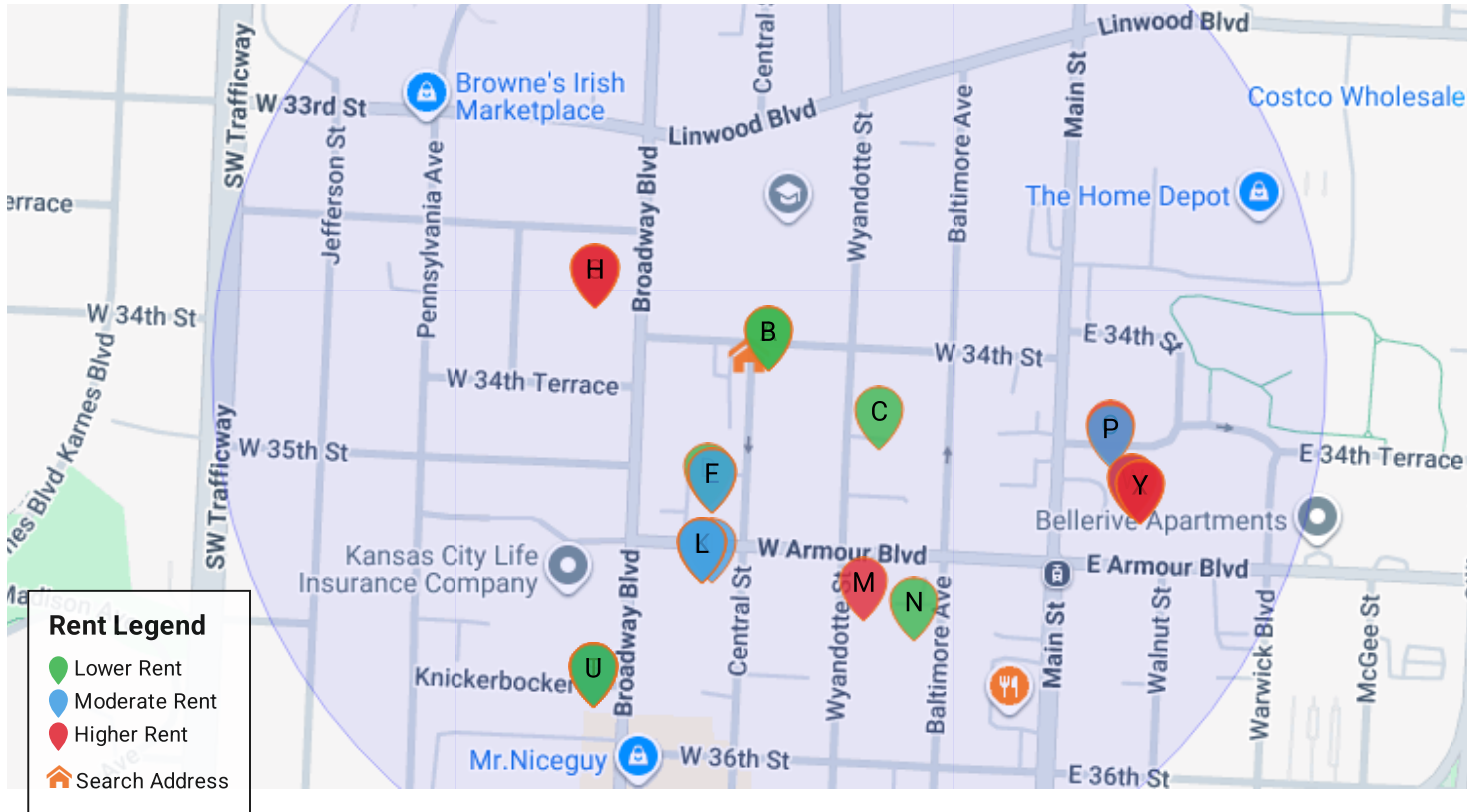 Linwood Blvd
Central S
SW Trafficway
W 33rd St
Browne's Irish
Marketplace
Linwood Blvd
Main St
Costco Wholesale
Jefferson St
Pennsylvania Ave
Broadway Blvd
Wyandotte St
Baltimore Ave
The Home Depot
errace
H
W 34th St
B
W 34th St
E 34th St
Karnes Blvd
W 34th Terrace
C
P
SW Trafficway
W 35th St
E 34th Terrace
F
Y
nes Blvd
Bellerive Apartments
L
W Armour Blvd
Kansas City Life
Insurance Company
E Armour Blvd
M
N
Madison A
Broadway Blvd
Central St
Wyandotte St
Baltimore Ave
Main St
Walnut St
Warwick Blvd
McGee St
Knickerbocker
U
Mr.Niceguy
W 36th St
E 36th St
Rent Legend
Lower Rent
Moderate Rent
Higher Rent
Search Address
Ave